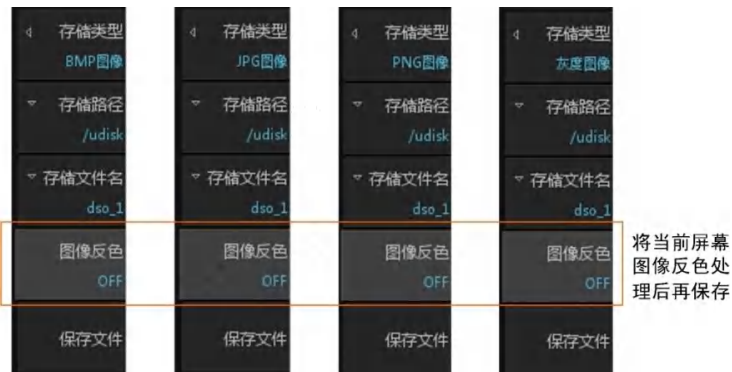 存储类型
BMP图像
存储路径
/udisk
存储文件名
dso_1
图像反色
OFF
保存文件
存储类型
JPG图像
存储路径
/udisk
存储文件名
dso_1
图像反色
OFF
保存文件
存储类型
PNG图像
存储路径
/udisk
存储文件名
dso_1
图像反色
OFF
保存文件
存储类型
灰度图像
存储路径
/udisk
存储文件名
dso_1
图像反色
OFF
保存文件
将当前屏幕
图像反色处
理后再保存